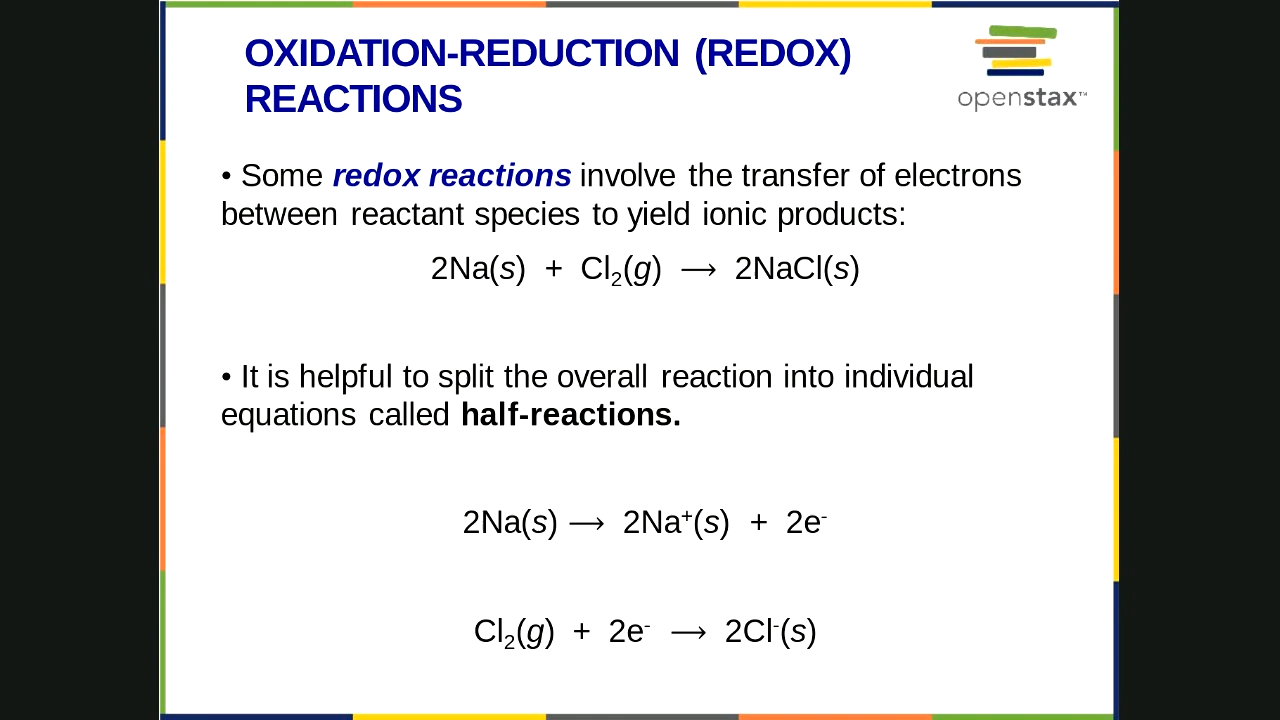 OXIDATION-REDUCTION (REDOX)
REACTIONS
openstax™
• Some redox reactions involve the transfer of electrons
between reactant species to yield ionic products:
2Na(s) + Cl₂(g) ⟶ 2NaCl(s)
• It is helpful to split the overall reaction into individual
equations called half-reactions.
2Na(s) ⟶ 2Na⁺(s) + 2e⁻
Cl₂(g) + 2e⁻ ⟶ 2Cl⁻(s)